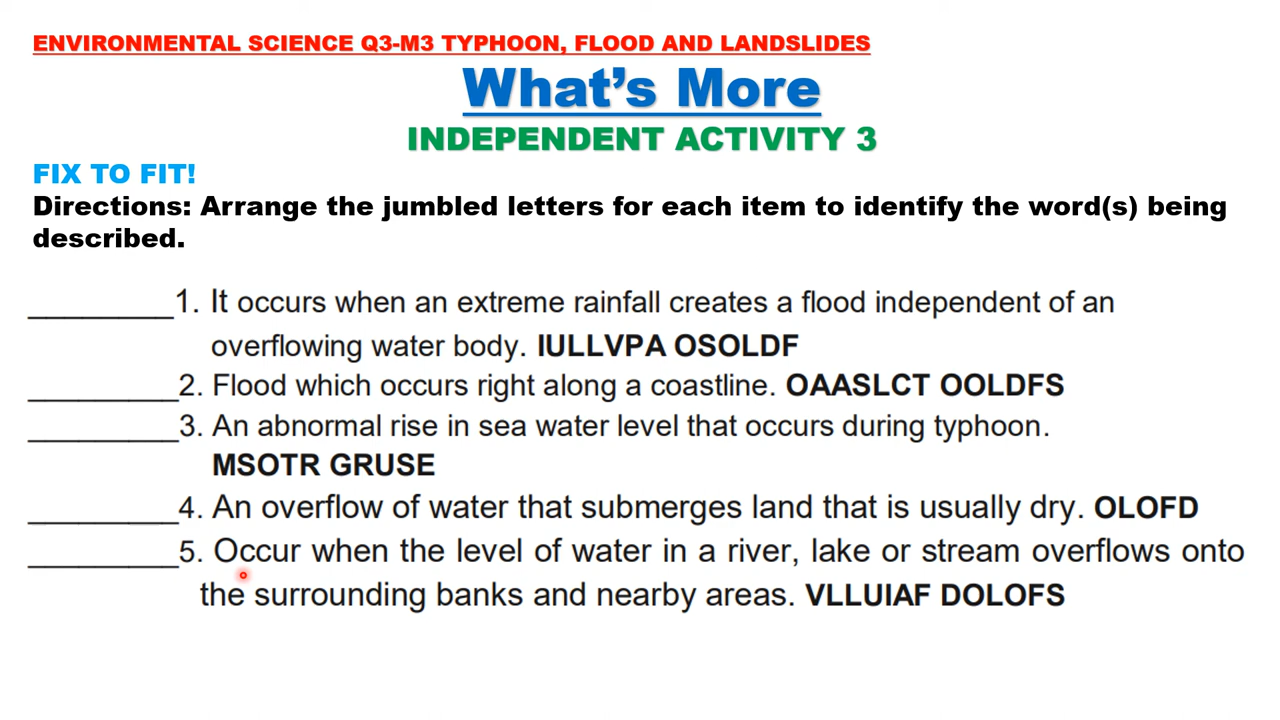 ENVIRONMENTAL SCIENCE Q3-M3 TYPHOON, FLOOD AND LANDSLIDES
What's More
INDEPENDENT ACTIVITY 3
FIX TO FIT!
Directions: Arrange the jumbled letters for each item to identify the word(s) being
described.
_________1. It occurs when an extreme rainfall creates a flood independent of an
overflowing water body. IULLVPA OSOLDF
_________2. Flood which occurs right along a coastline. OAASLCT OOLDFS
_________3. An abnormal rise in sea water level that occurs during typhoon.
MSOTR GRUSE
_________4. An overflow of water that submerges land that is usually dry. OLOFD
_________5. Occur when the level of water in a river, lake or stream overflows onto
the surrounding banks and nearby areas. VLLUIAF DOLOFS